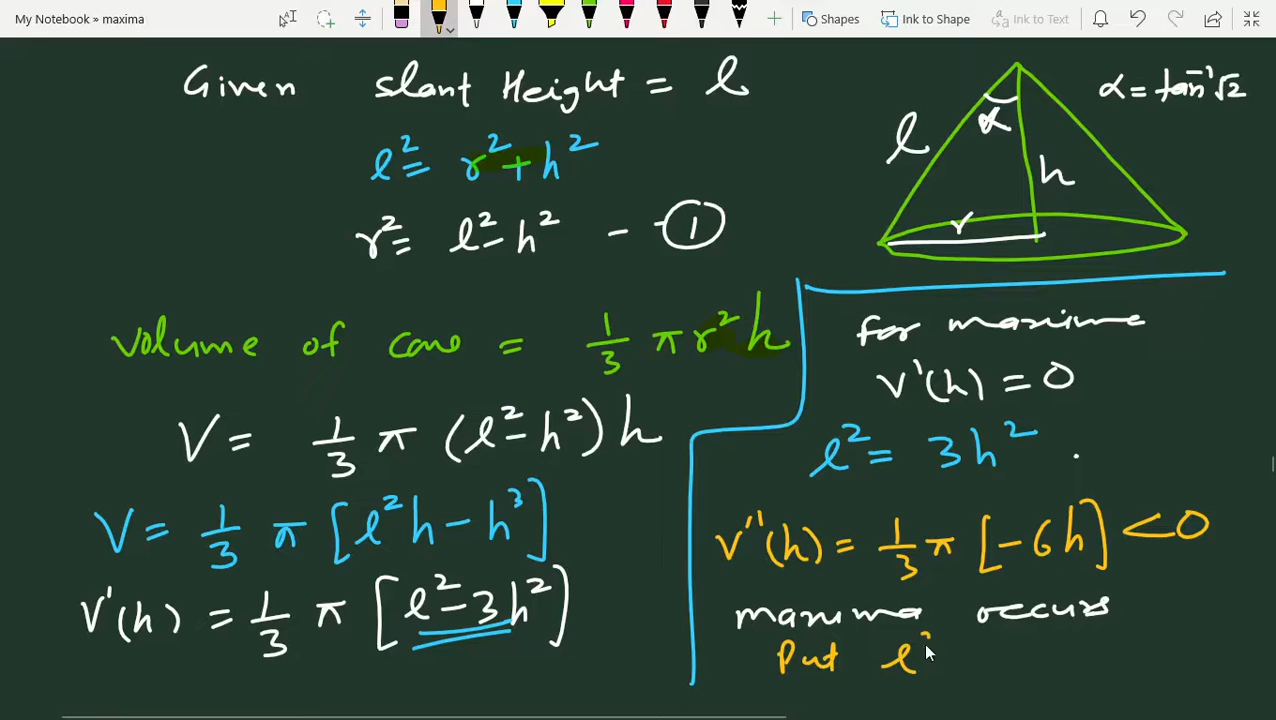 My Notebook » maxima
Shapes Ink to Shape Ink to Text
Given slant Height = l
l² = r² + h²
r² = l² - h² - ①
volume of cone = 1/3 πr²h
V = 1/3 π (l² - h²) h
V = 1/3 π [l²h - h³]
V'(h) = 1/3 π [l² - 3h²]
α = tan⁻¹√2
l
α
h
r
for maxima
V'(h) = 0
l² = 3h² .
V''(h) = 1/3 π [-6h] < 0
maxima occurs
Put l²